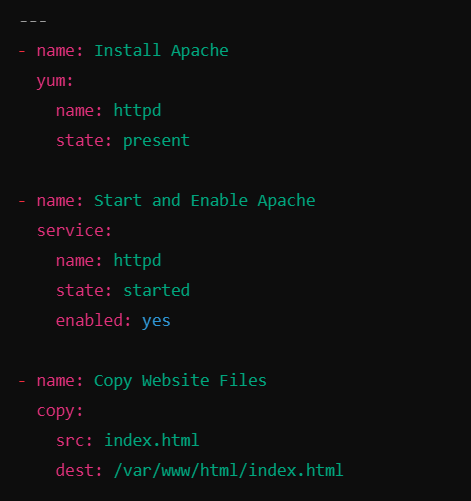 ---
- name: Install Apache
  yum:
    name: httpd
    state: present

- name: Start and Enable Apache
  service:
    name: httpd
    state: started
    enabled: yes

- name: Copy Website Files
  copy:
    src: index.html
    dest: /var/www/html/index.html